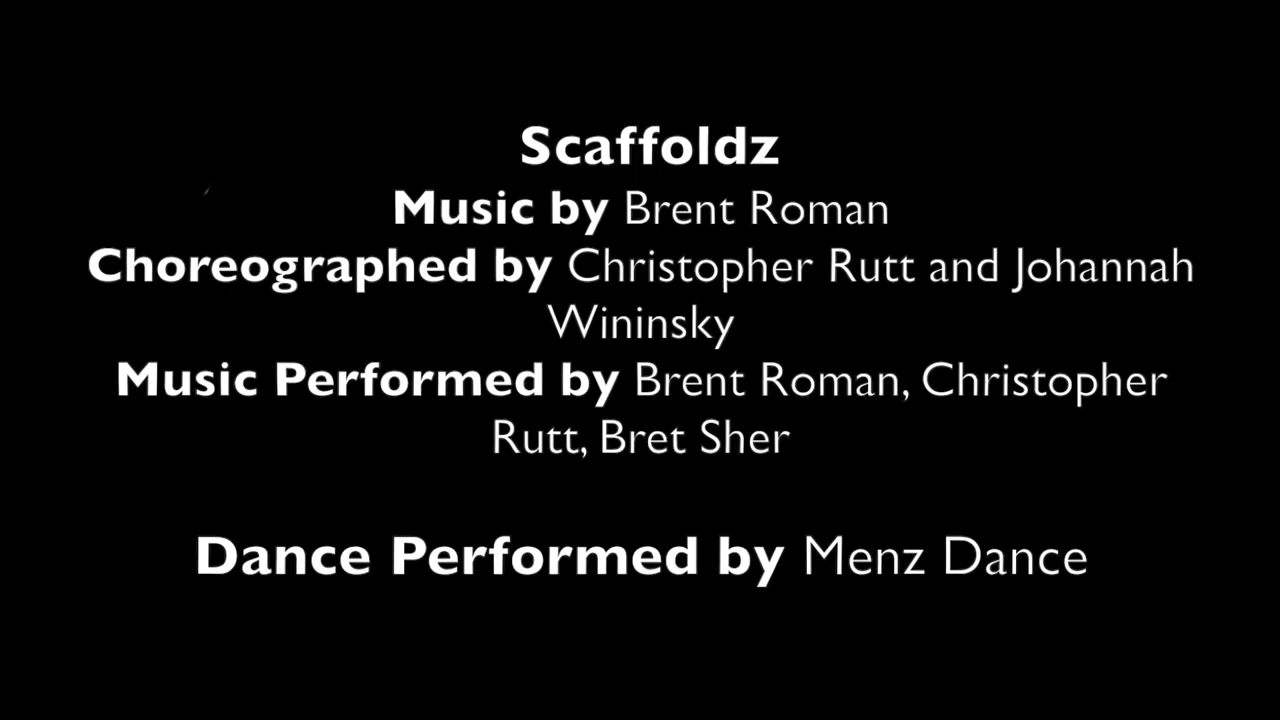 Scaffoldz
Music by Brent Roman
Choreographed by Christopher Rutt and Johannah
Wininsky
Music Performed by Brent Roman, Christopher
Rutt, Bret Sher
Dance Performed by Menz Dance